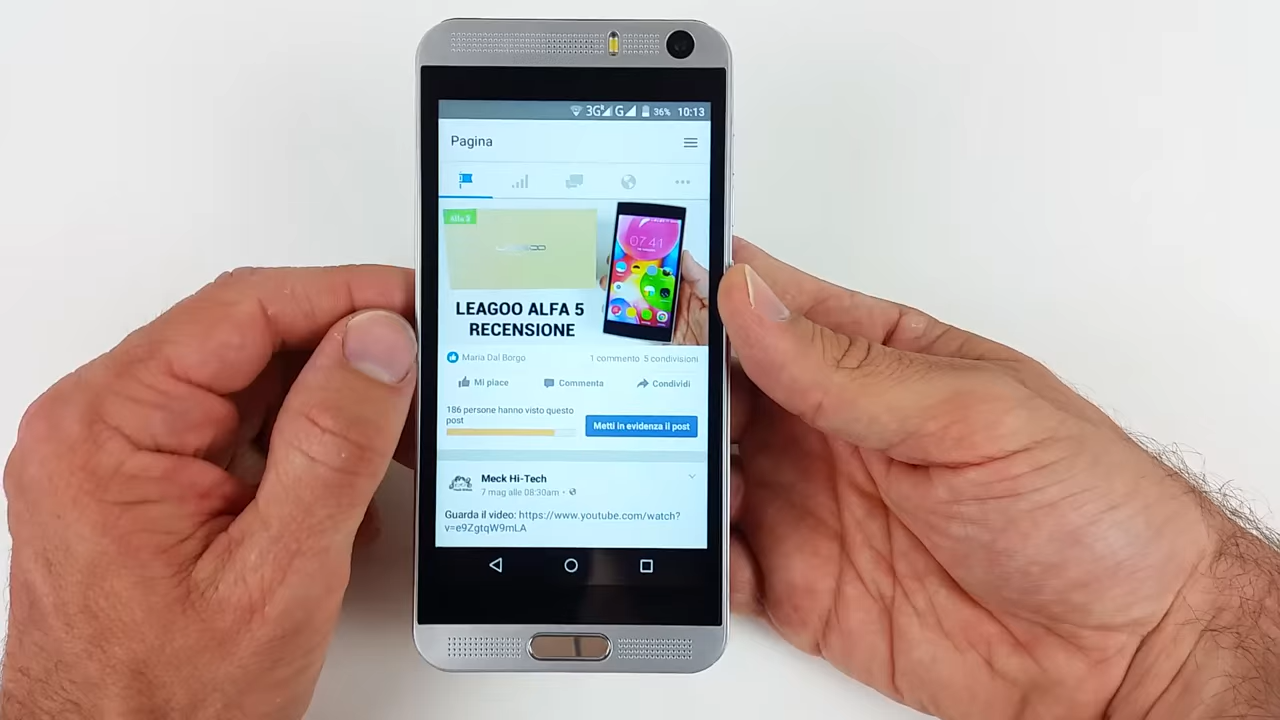 3G G 36% 10:13
Pagina
Alfa 5
07:41
LEAGOO ALFA 5
RECENSIONE
Maria Dal Borgo 1 commento 5 condivisioni
Mi piace Commenta Condividi
186 persone hanno visto questo
post
Metti in evidenza il post
Meck Hi-Tech
7 mag alle 08:30am
Guarda il video: https://www.youtube.com/watch?
v=e9ZgtqW9mLA